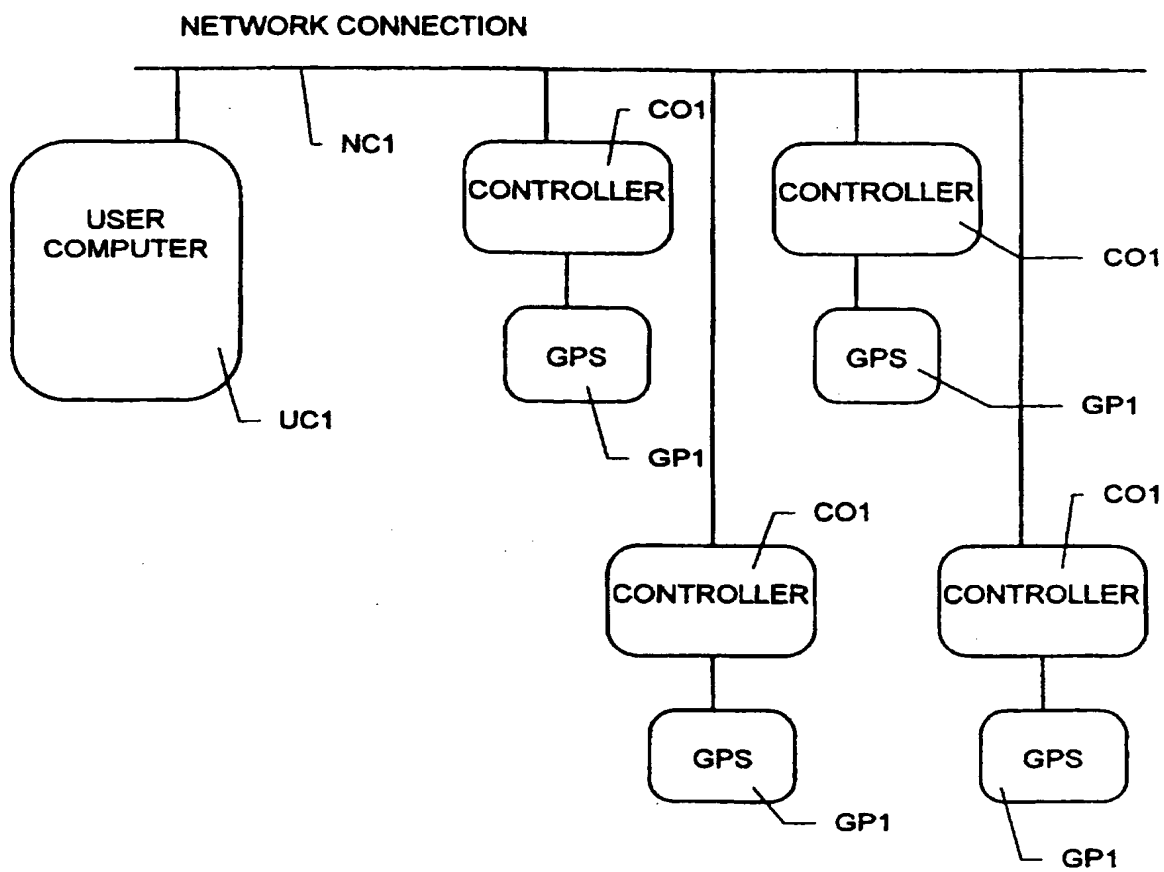 NETWORK CONNECTION
NC1
CO1
USER
COMPUTER
CONTROLLER
CONTROLLER
CO1
GPS
GPS
UC1
GP1
GP1
CO1
CO1
CONTROLLER
CONTROLLER
GPS
GPS
GP1
GP1